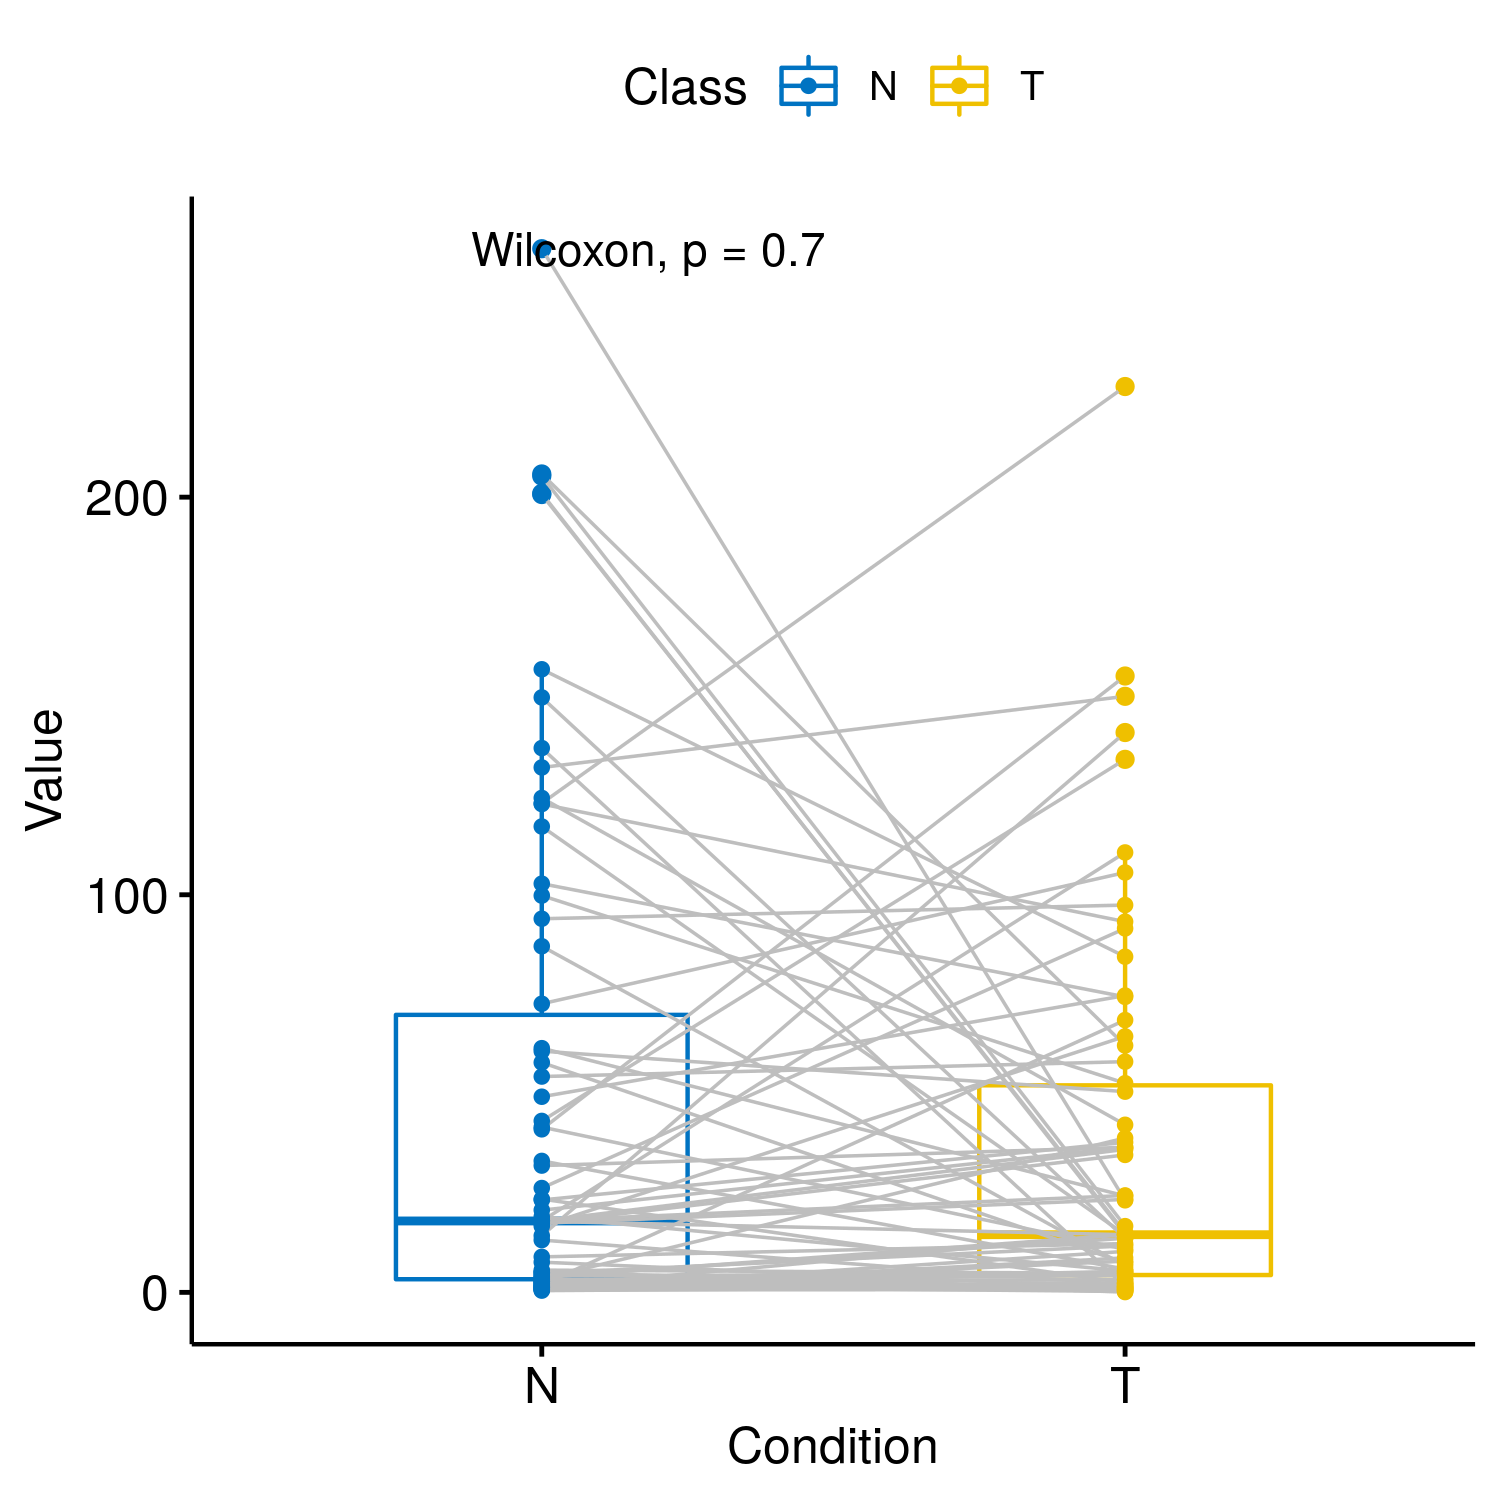 Class N T
Wilcoxon, p = 0.7
200
100
0
Value
N T
Condition